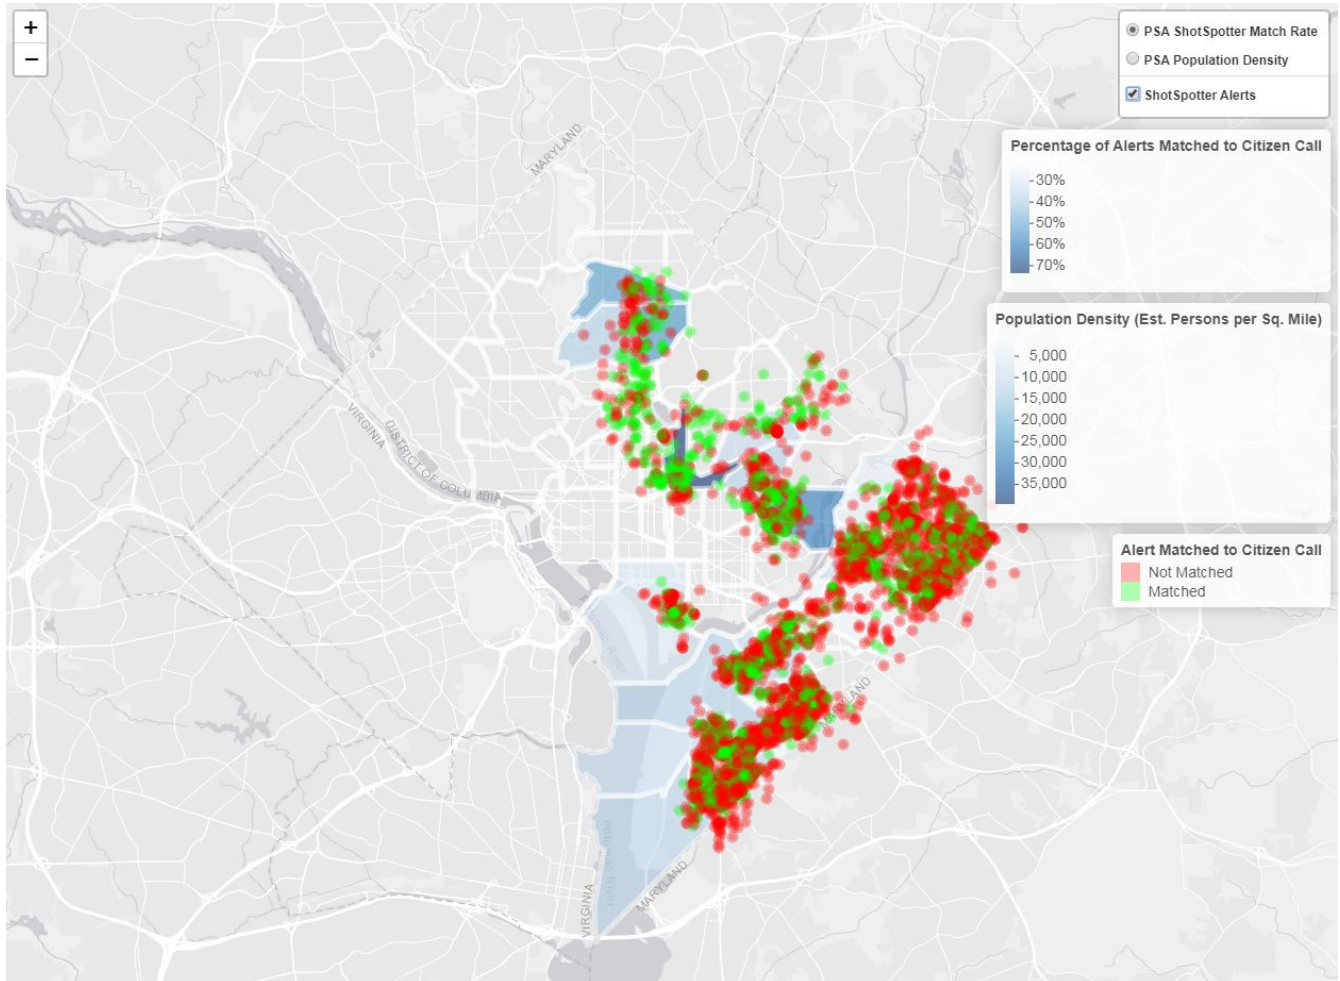 +
−
PSA ShotSpotter Match Rate
PSA Population Density
ShotSpotter Alerts
Percentage of Alerts Matched to Citizen Call
30%
40%
50%
60%
70%
Population Density (Est. Persons per Sq. Mile)
5,000
10,000
15,000
20,000
25,000
30,000
35,000
Alert Matched to Citizen Call
Not Matched
Matched
MARYLAND
VIRGINIA
DISTRICT OF COLUMBIA
MARYLAND
Potomac River
VIRGINIA
MARYLAND